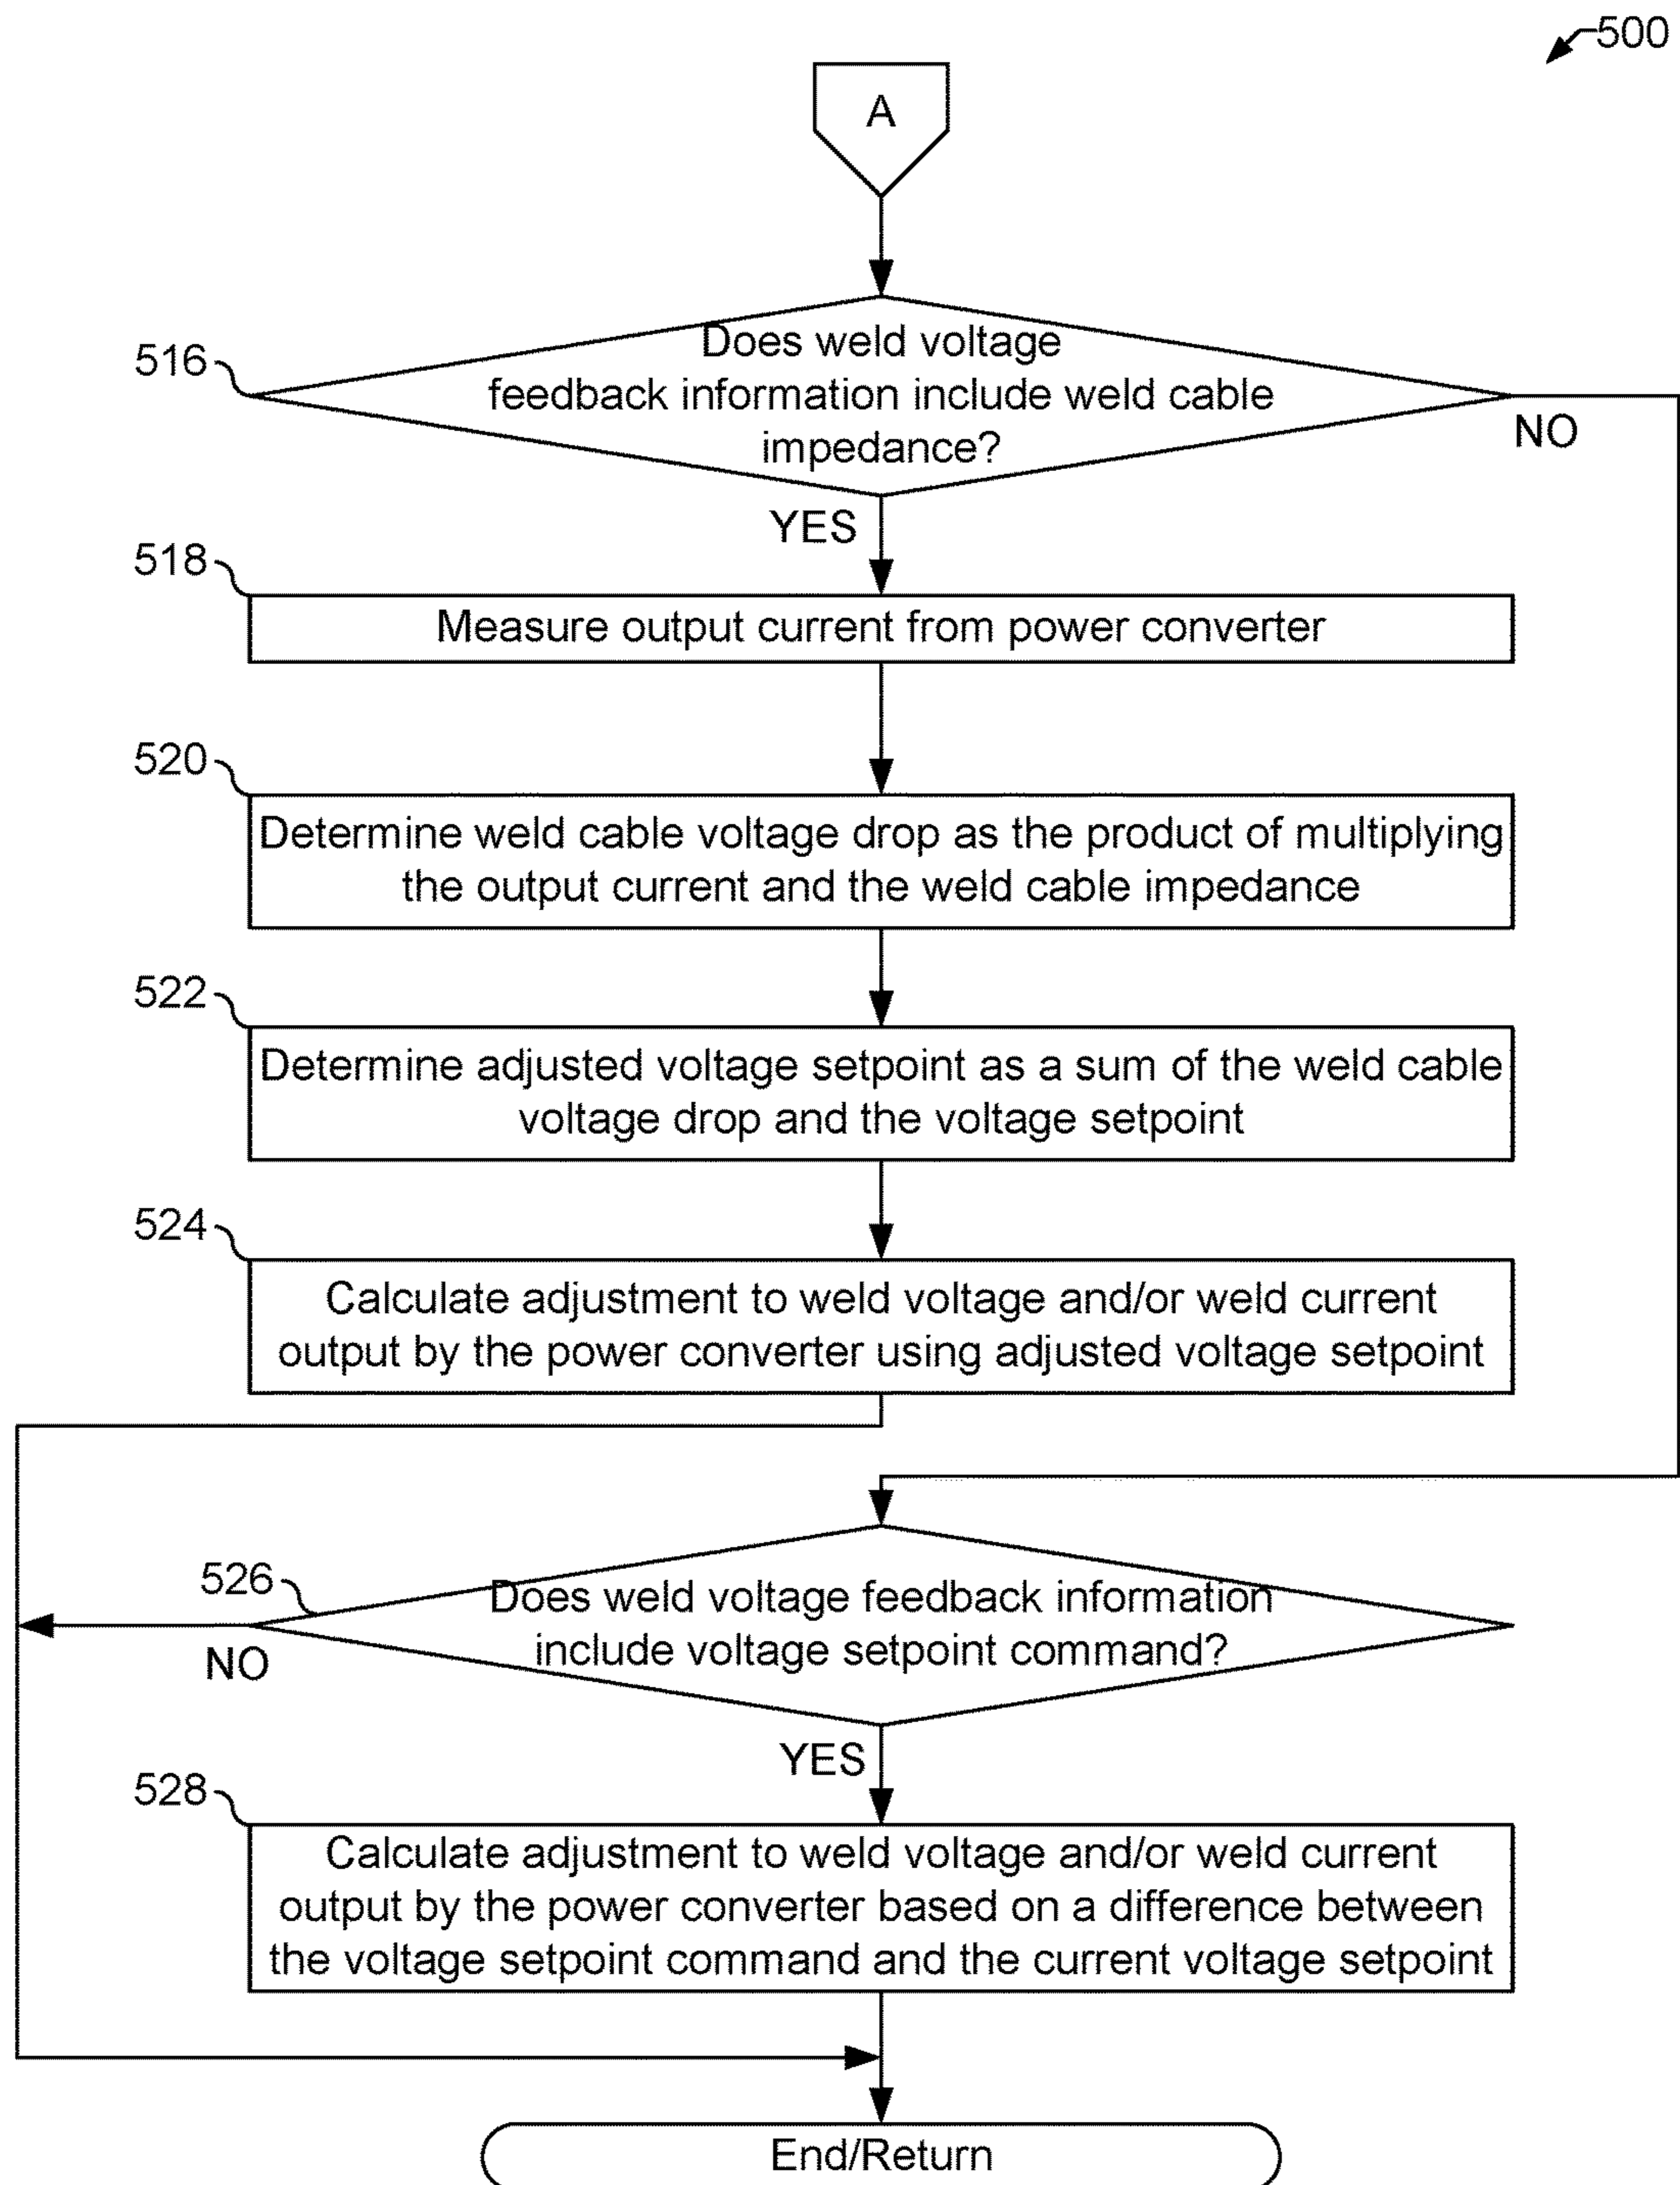 500
A
516
Does weld voltage
feedback information include weld cable
impedance?
NO
YES
518
Measure output current from power converter
520
Determine weld cable voltage drop as the product of multiplying
the output current and the weld cable impedance
522
Determine adjusted voltage setpoint as a sum of the weld cable
voltage drop and the voltage setpoint
524
Calculate adjustment to weld voltage and/or weld current
output by the power converter using adjusted voltage setpoint
526
Does weld voltage feedback information
include voltage setpoint command?
NO
YES
528
Calculate adjustment to weld voltage and/or weld current
output by the power converter based on a difference between
the voltage setpoint command and the current voltage setpoint
End/Return